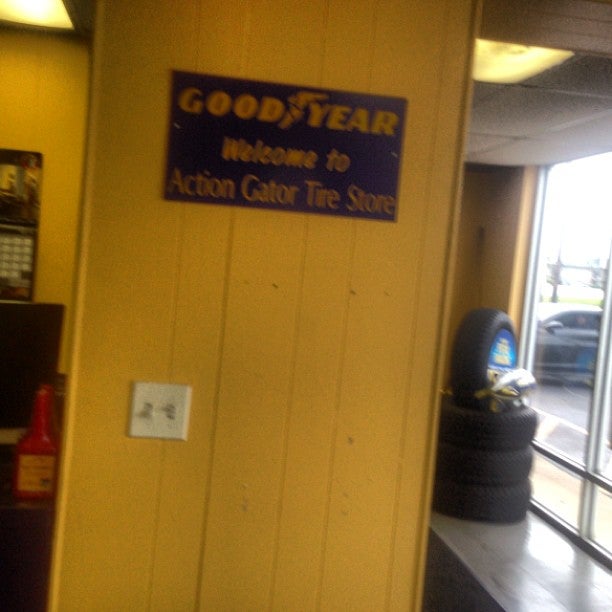 GOODYEAR
Welcome to
Action Gator Tire Store